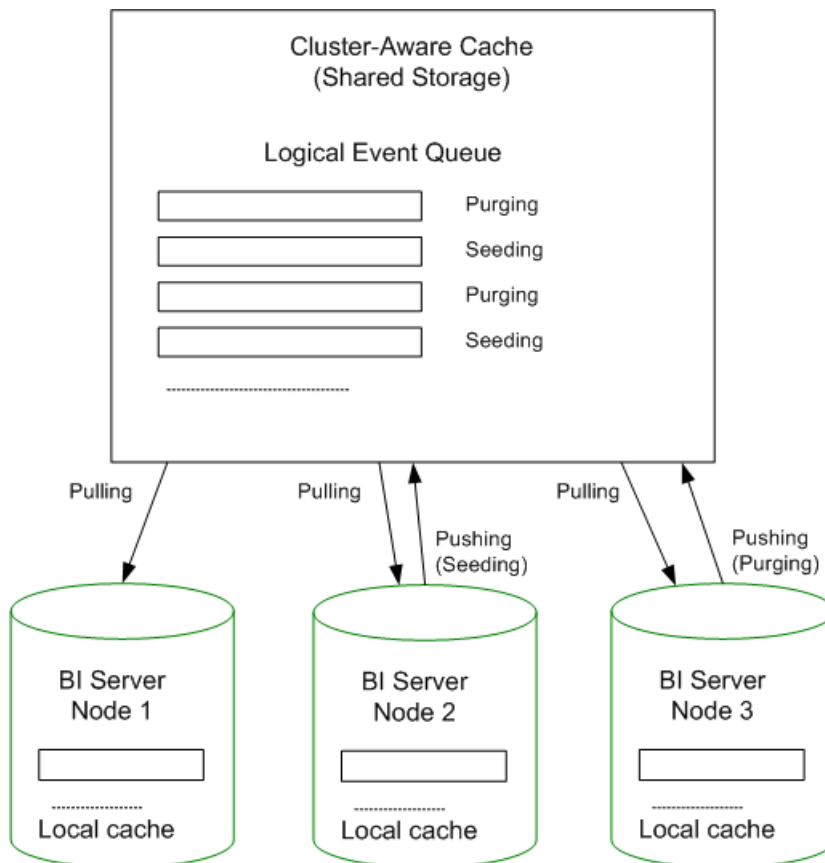 Cluster-Aware Cache
(Shared Storage)
Logical Event Queue
Purging
Seeding
Purging
Seeding
Pulling
Pulling
Pulling
Pushing
(Seeding)
Pushing
(Purging)
BI Server
Node 1
BI Server
Node 2
BI Server
Node 3
Local cache
Local cache
Local cache